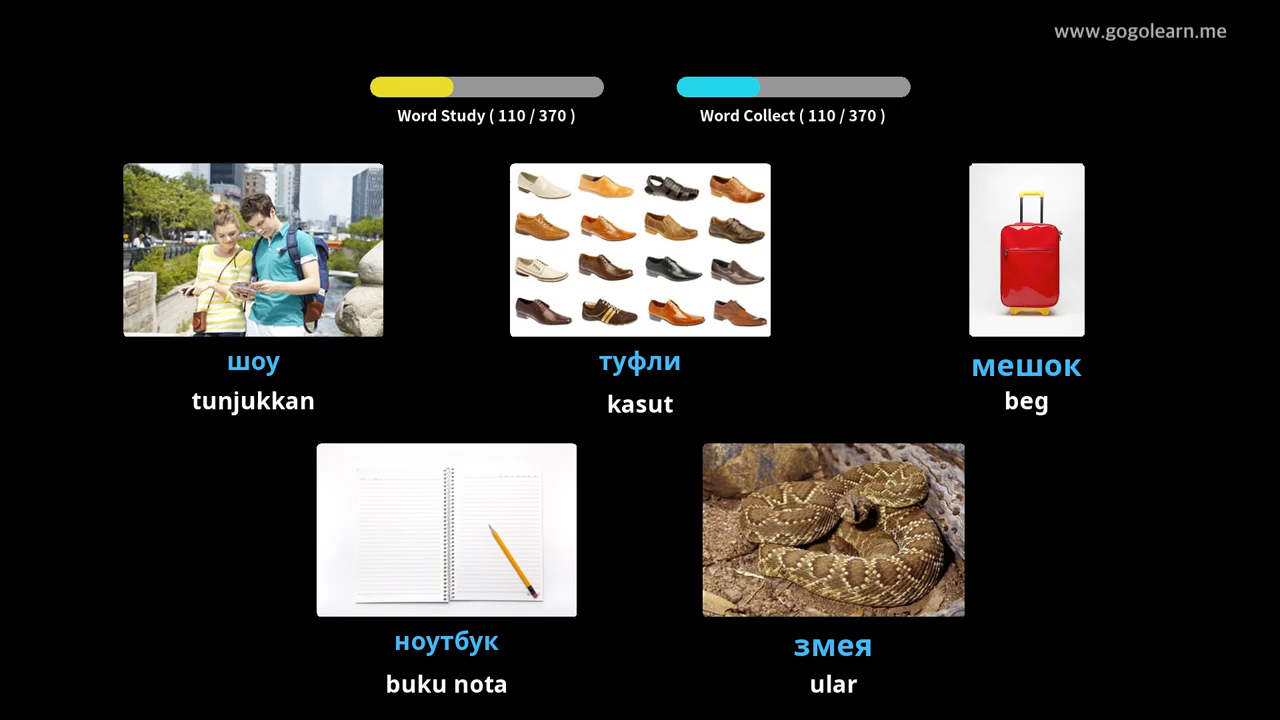 www.gogolearn.me
Word Study ( 110 / 370 )
Word Collect ( 110 / 370 )
шоу
tunjukkan
туфли
kasut
мешок
beg
ноутбук
buku nota
змея
ular